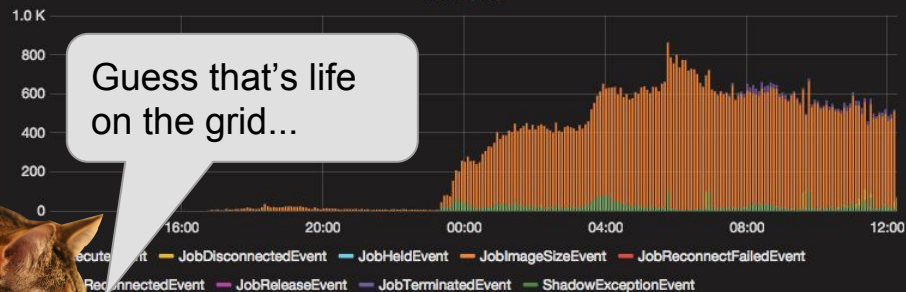 1.0 K
800
600
400
200
0
Guess that's life
on the grid...
16:00 20:00 00:00 04:00 08:00 12:00
JobDisconnectedEvent JobHeldEvent JobImageSizeEvent JobReconnectFailedEvent
JobReleaseEvent JobTerminatedEvent ShadowExceptionEvent